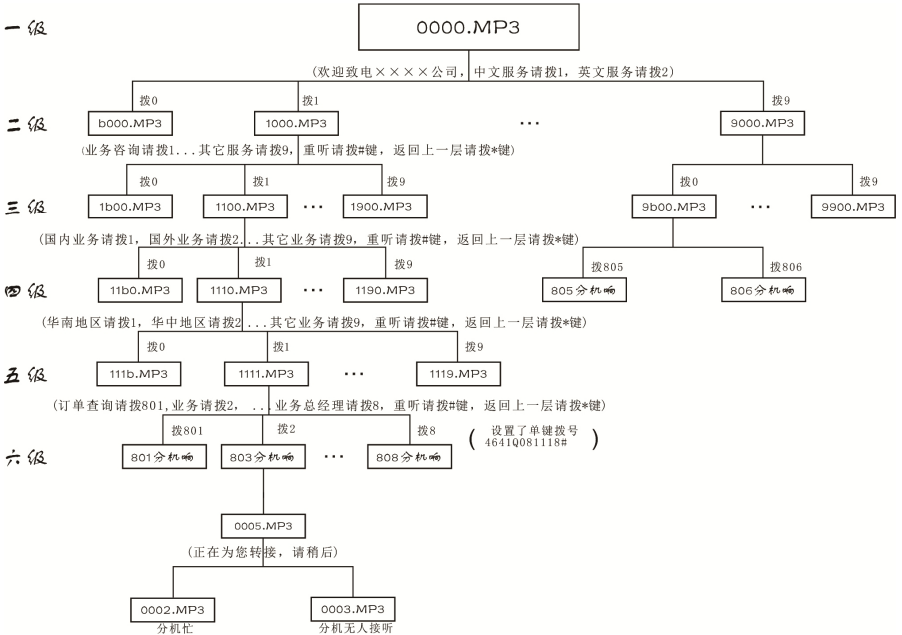 一级
0000.MP3
(欢迎致电××××公司，中文服务请拨1，英文服务请拨2)
拨0
拨1
拨9
二级
b000.MP3
1000.MP3
...
9000.MP3
(业务咨询请拨1...其它服务请拨9，重听请拨#键，返回上一层请拨*键)
拨0
拨1
拨9
拨0
拨9
三级
1b00.MP3
1100.MP3
...
1900.MP3
9b00.MP3
...
9900.MP3
(国内业务请拨1，国外业务请拨2...其它业务请拨9，重听请拨#键，返回上一层请拨*键)
拨0
拨1
拨9
拨805
拨806
四级
11b0.MP3
1110.MP3
...
1190.MP3
805分机响
806分机响
(华南地区请拨1，华中地区请拨2...其它业务请拨9，重听请拨#键，返回上一层请拨*键)
拨0
拨1
拨9
五级
111b.MP3
1111.MP3
...
1119.MP3
(订单查询请拨801,业务请拨2，...业务总经理请拨8，重听请拨#键，返回上一层请拨*键)
拨801
拨2
拨8
(设置了单键拨号
4641Q081118#)
六级
801分机响
803分机响
...
808分机响
0005.MP3
(正在为您转接，请稍后)
0002.MP3
0003.MP3
分机忙
分机无人接听